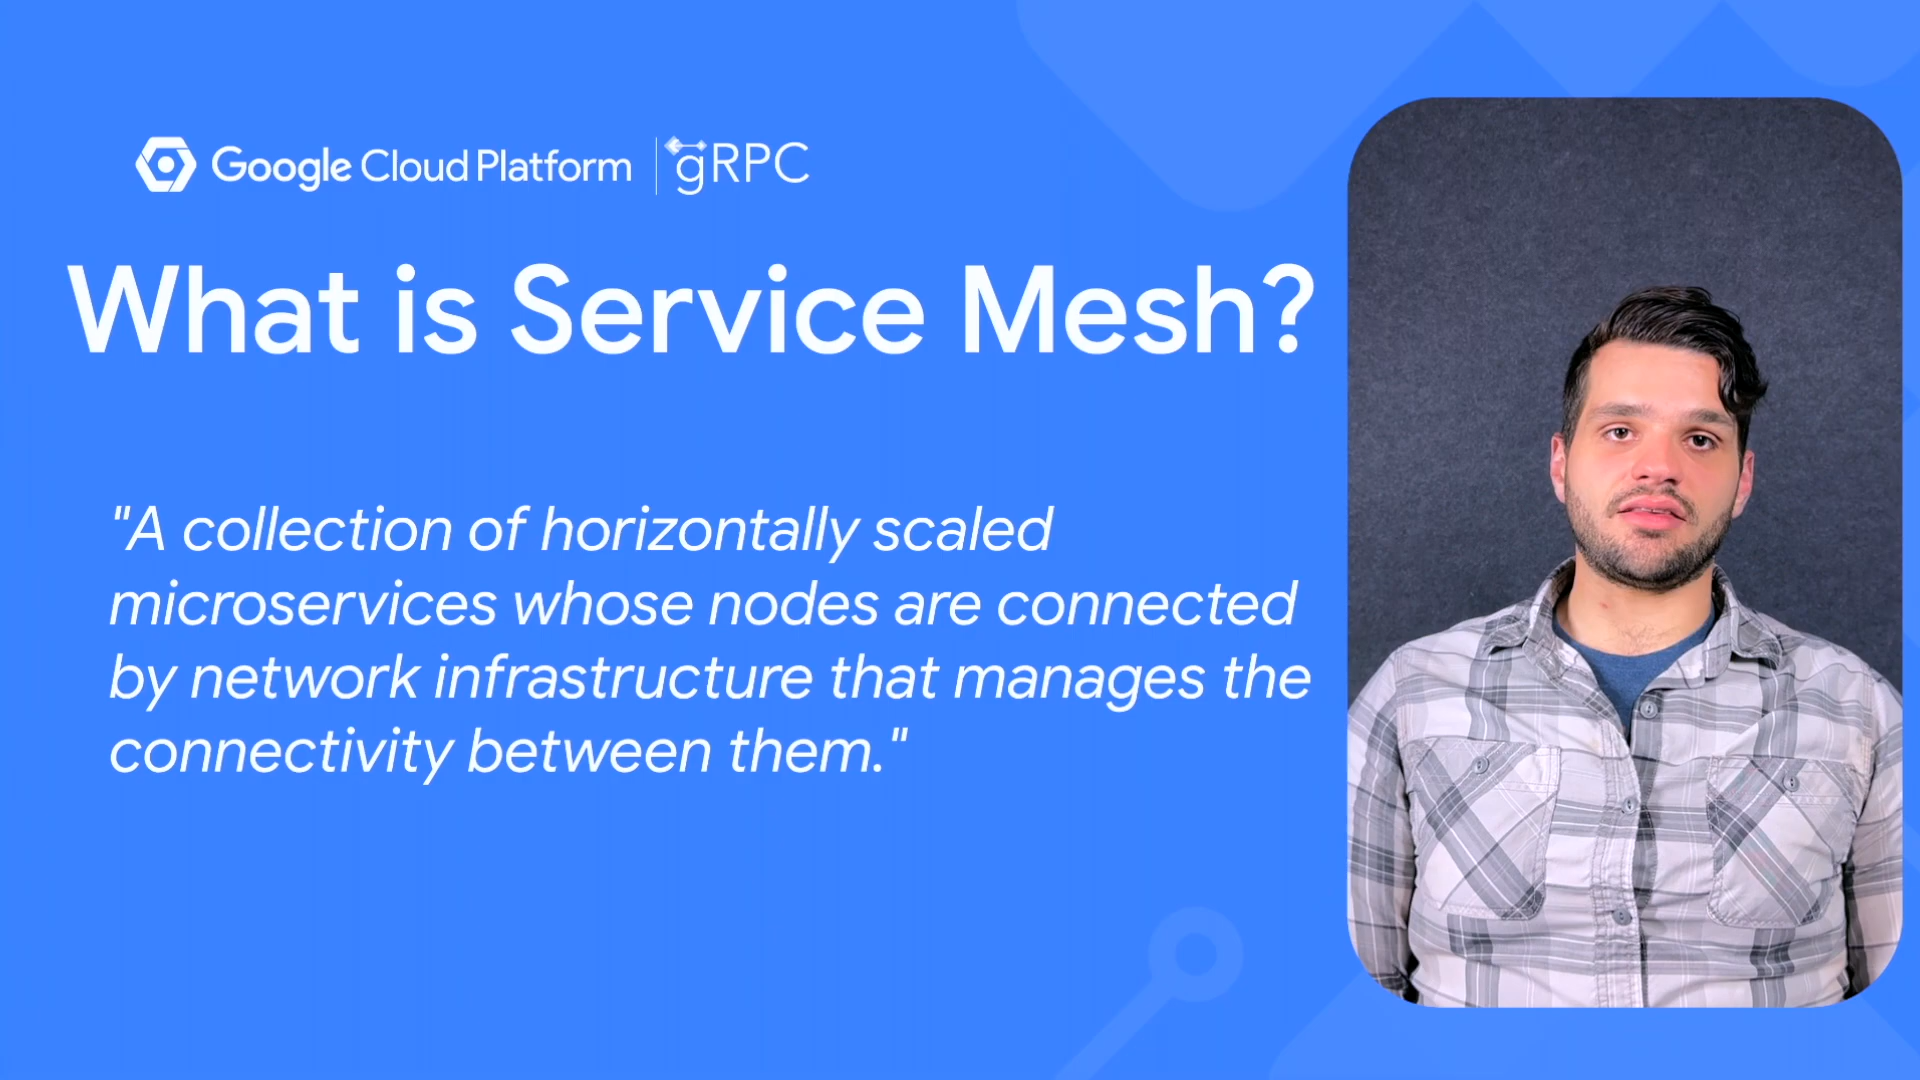 Google Cloud Platform | gRPC
What is Service Mesh?
"A collection of horizontally scaled
microservices whose nodes are connected
by network infrastructure that manages the
connectivity between them."